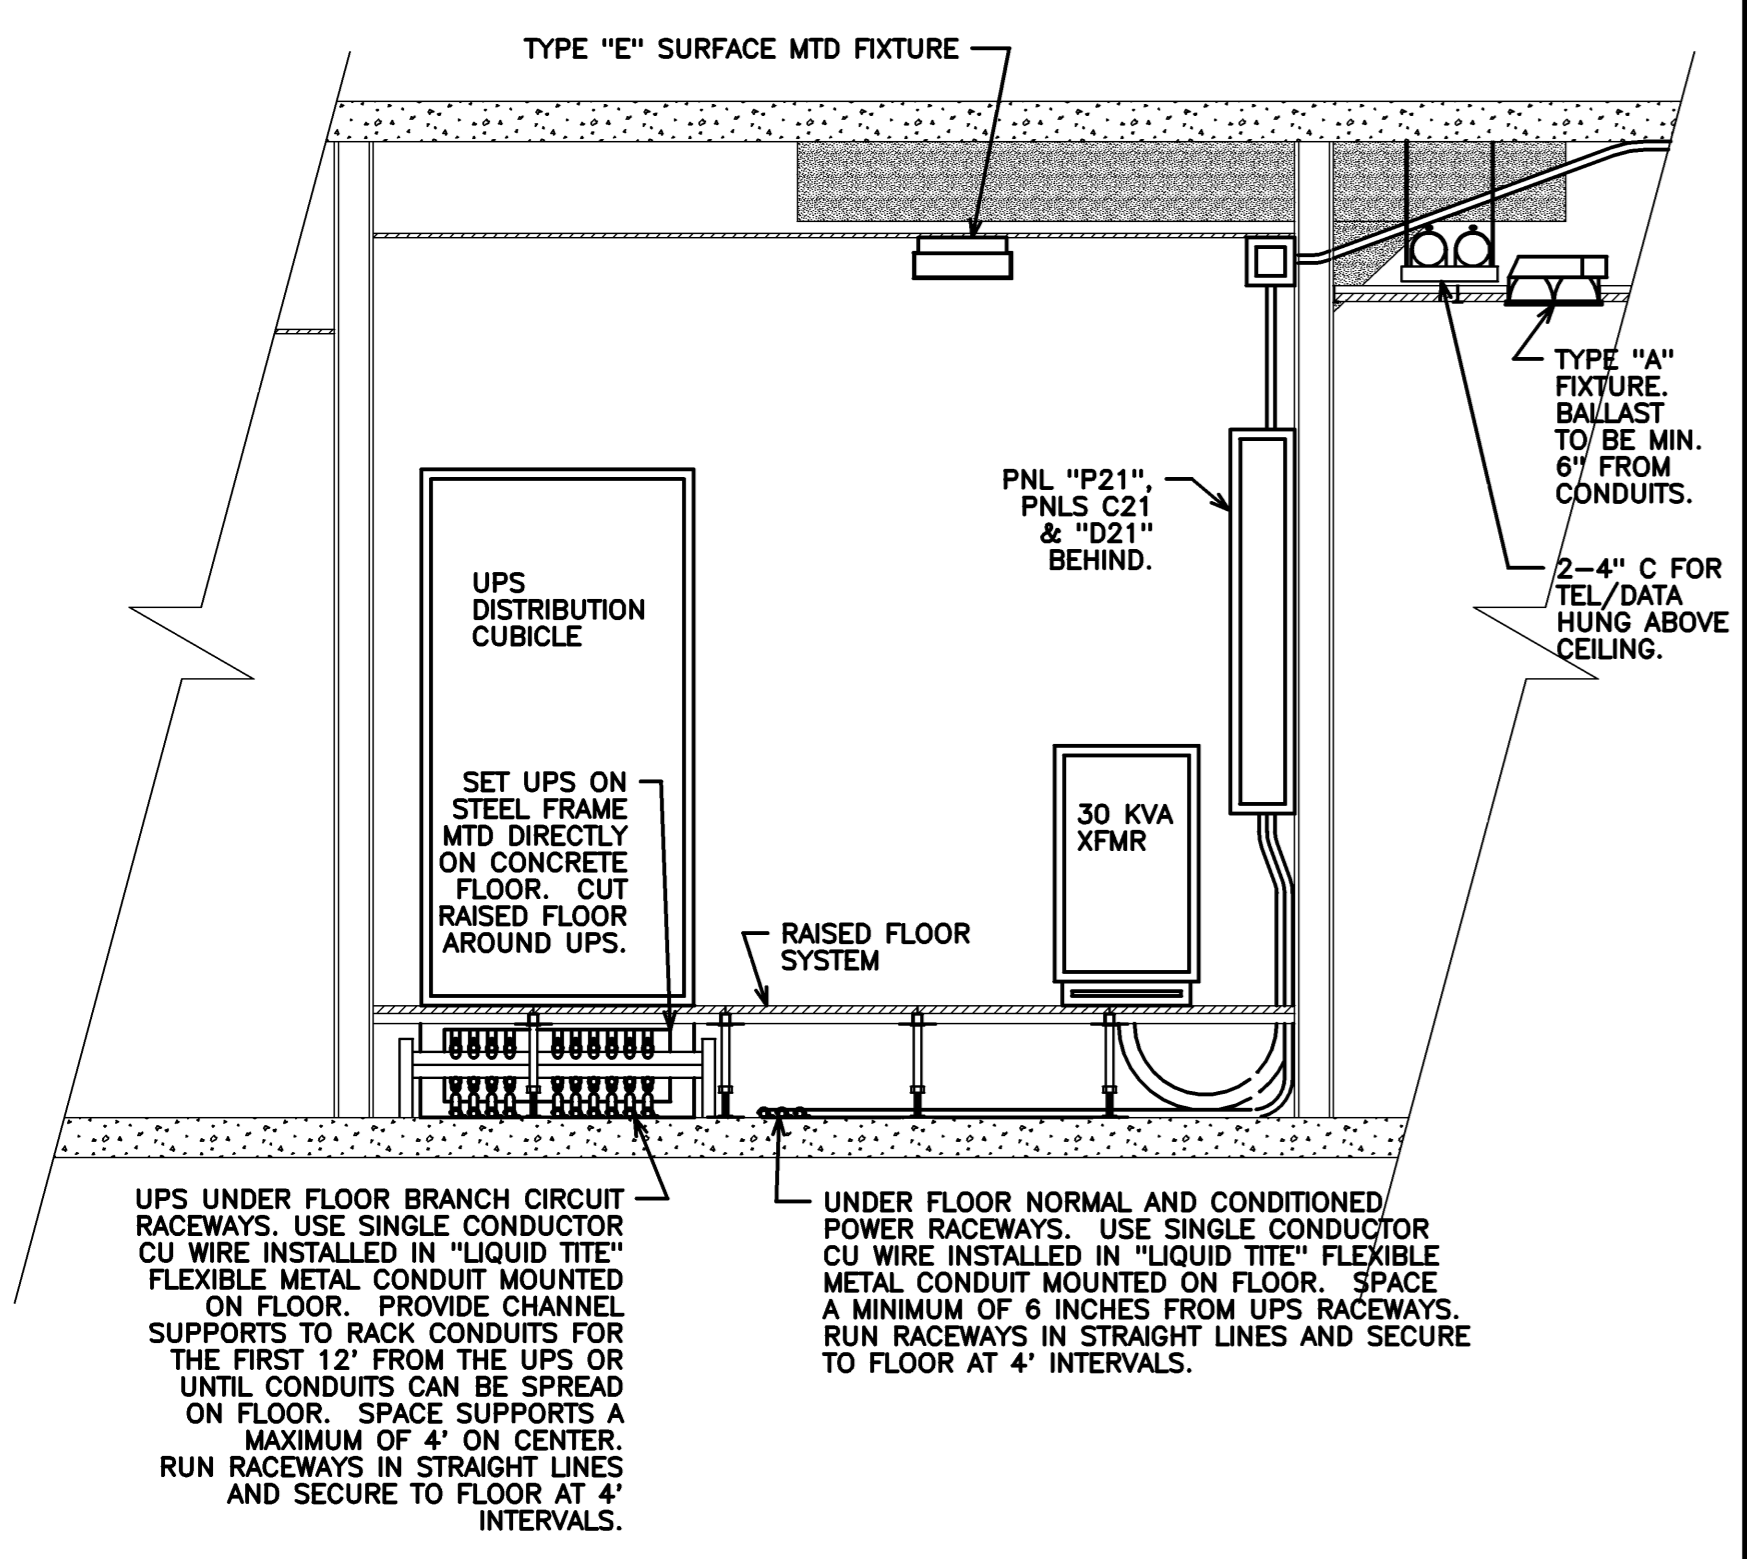 TYPE "E" SURFACE MTD FIXTURE
TYPE "A"
FIXTURE.
BALLAST
TO BE MIN.
6" FROM
CONDUITS.
PNL "P21",
PNLS C21
& "D21"
BEHIND.
2-4" C FOR
TEL/DATA
HUNG ABOVE
CEILING.
UPS
DISTRIBUTION
CUBICLE
SET UPS ON
STEEL FRAME
MTD DIRECTLY
ON CONCRETE
FLOOR. CUT
RAISED FLOOR
AROUND UPS.
30 KVA
XFMR
RAISED FLOOR
SYSTEM
UPS UNDER FLOOR BRANCH CIRCUIT
RACEWAYS. USE SINGLE CONDUCTOR
CU WIRE INSTALLED IN "LIQUID TITE"
FLEXIBLE METAL CONDUIT MOUNTED
ON FLOOR. PROVIDE CHANNEL
SUPPORTS TO RACK CONDUITS FOR
THE FIRST 12' FROM THE UPS OR
UNTIL CONDUITS CAN BE SPREAD
ON FLOOR. SPACE SUPPORTS A
MAXIMUM OF 4' ON CENTER.
RUN RACEWAYS IN STRAIGHT LINES
AND SECURE TO FLOOR AT 4'
INTERVALS.
UNDER FLOOR NORMAL AND CONDITIONED
POWER RACEWAYS. USE SINGLE CONDUCTOR
CU WIRE INSTALLED IN "LIQUID TITE" FLEXIBLE
METAL CONDUIT MOUNTED ON FLOOR. SPACE
A MINIMUM OF 6 INCHES FROM UPS RACEWAYS.
RUN RACEWAYS IN STRAIGHT LINES AND SECURE
TO FLOOR AT 4' INTERVALS.